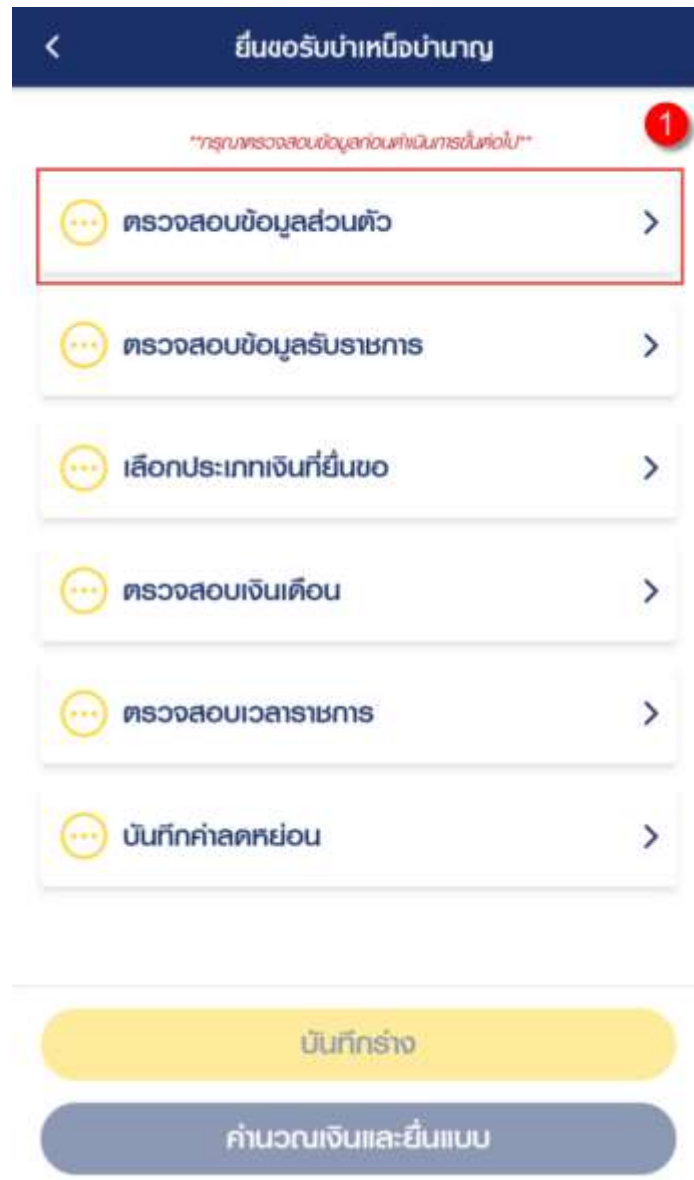 ยื่นขอรับบำเหน็จบำนาญ
1
**กรุณาตรวจสอบข้อมูลก่อนดำเนินการขั้นต่อไป**
ตรวจสอบข้อมูลส่วนตัว
ตรวจสอบข้อมูลรับราชการ
เลือกประเภทเงินที่ยื่นขอ
ตรวจสอบเงินเดือน
ตรวจสอบเวลาราชการ
บันทึกค่าลดหย่อน
บันทึกร่าง
คำนวณเงินและยื่นแบบ